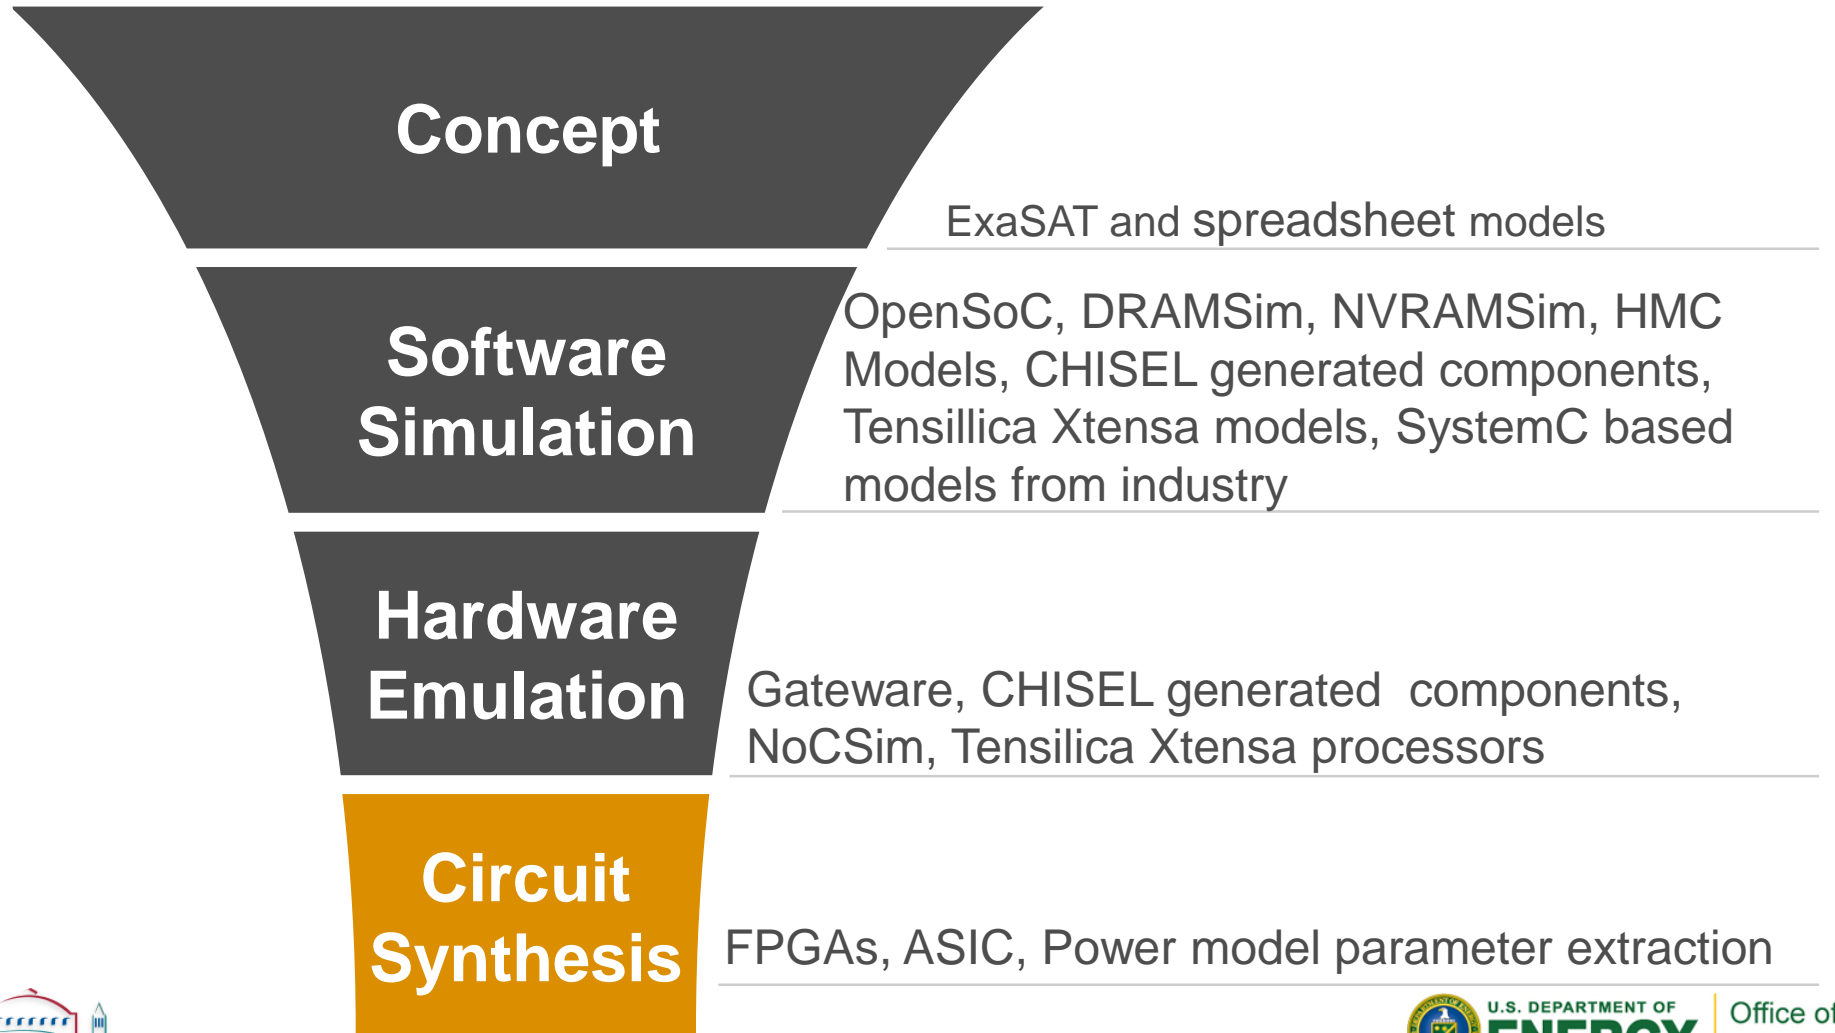 Concept
ExaSAT and spreadsheet models
Software
Simulation
OpenSoC, DRAMSim, NVRAMSim, HMC
Models, CHISEL generated components,
Tensillica Xtensa models, SystemC based
models from industry
Hardware
Emulation
Gateware, CHISEL generated components,
NoCSim, Tensilica Xtensa processors
Circuit
Synthesis
FPGAs, ASIC, Power model parameter extraction
U.S. DEPARTMENT OF
ENERGY
Office of